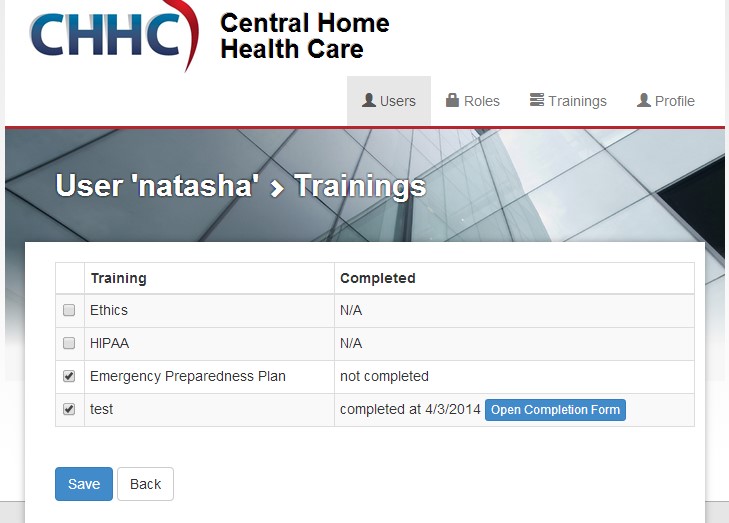 CHHC
Central Home
Health Care
Users Roles Trainings Profile
User 'natasha' › Trainings
Training Completed
Ethics N/A
HIPAA N/A
Emergency Preparedness Plan not completed
test completed at 4/3/2014 Open Completion Form
Save Back